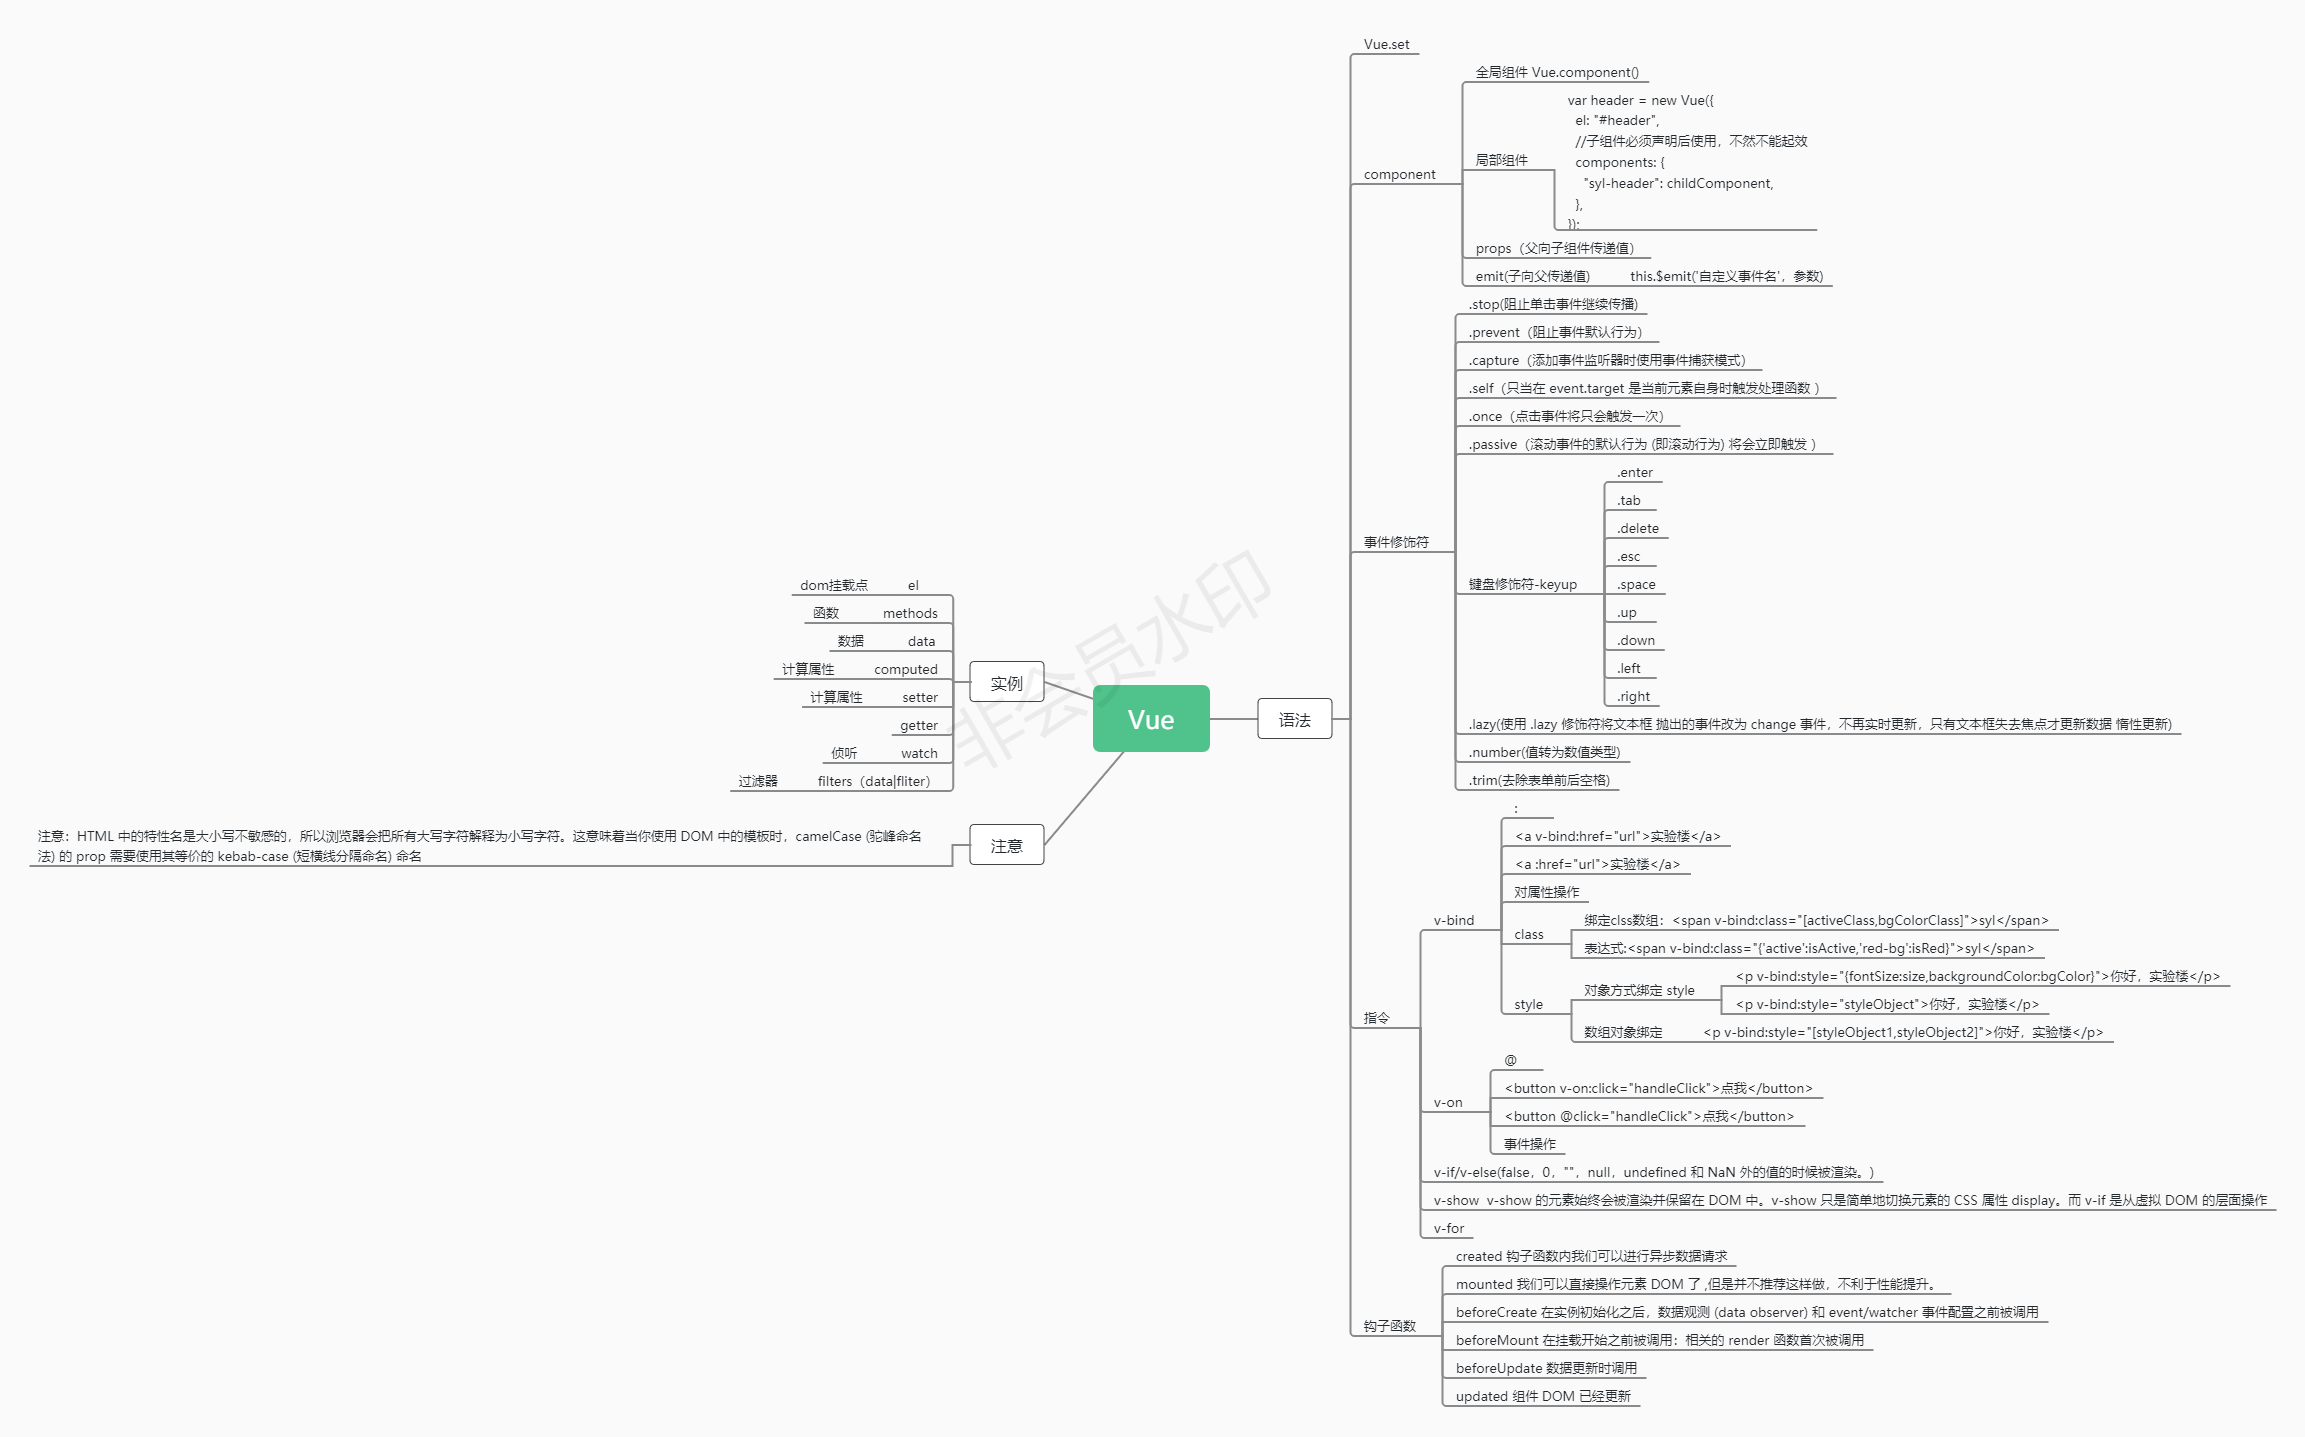 Vue
语法
Vue.set
component
全局组件 Vue.component()
局部组件
var header = new Vue({
el: "#header",
//子组件必须声明后使用，不然不能起效
components: {
"syl-header": childComponent,
},
});
props（父向子组件传递值）
emit(子向父传递值) this.$emit('自定义事件名'，参数)
事件修饰符
.stop(阻止单击事件继续传播)
.prevent（阻止事件默认行为）
.capture（添加事件监听器时使用事件捕获模式）
.self（只当在 event.target 是当前元素自身时触发处理函数 ）
.once（点击事件将只会触发一次）
.passive（滚动事件的默认行为 (即滚动行为) 将会立即触发 ）
键盘修饰符-keyup
.enter
.tab
.delete
.esc
.space
.up
.down
.left
.right
.lazy(使用 .lazy 修饰符将文本框 抛出的事件改为 change 事件，不再实时更新，只有文本框失去焦点才更新数据 惰性更新)
.number(值转为数值类型)
.trim(去除表单前后空格)
指令
v-bind
:
<a v-bind:href="url">实验楼</a>
<a :href="url">实验楼</a>
对属性操作
class
绑定clss数组：<span v-bind:class="[activeClass,bgColorClass]">syl</span>
表达式:<span v-bind:class="{'active':isActive,'red-bg':isRed}">syl</span>
style
对象方式绑定 style
<p v-bind:style="{fontSize:size,backgroundColor:bgColor}">你好，实验楼</p>
<p v-bind:style="styleObject">你好，实验楼</p>
数组对象绑定 <p v-bind:style="[styleObject1,styleObject2]">你好，实验楼</p>
v-on
@
<button v-on:click="handleClick">点我</button>
<button @click="handleClick">点我</button>
事件操作
v-if/v-else(false，0，""，null，undefined 和 NaN 外的值的时候被渲染。)
v-show v-show 的元素始终会被渲染并保留在 DOM 中。v-show 只是简单地切换元素的 CSS 属性 display。而 v-if 是从虚拟 DOM 的层面操作
v-for
钩子函数
created 钩子函数内我们可以进行异步数据请求
mounted 我们可以直接操作元素 DOM 了 ,但是并不推荐这样做，不利于性能提升。
beforeCreate 在实例初始化之后，数据观测 (data observer) 和 event/watcher 事件配置之前被调用
beforeMount 在挂载开始之前被调用：相关的 render 函数首次被调用
beforeUpdate 数据更新时调用
updated 组件 DOM 已经更新
实例
dom挂载点 el
函数 methods
数据 data
计算属性 computed
计算属性 setter
getter
侦听 watch
过滤器 filters（data|fliter）
注意
注意：HTML 中的特性名是大小写不敏感的，所以浏览器会把所有大写字符解释为小写字符。这意味着当你使用 DOM 中的模板时，camelCase (驼峰命名
法) 的 prop 需要使用其等价的 kebab-case (短横线分隔命名) 命名
非会员水印